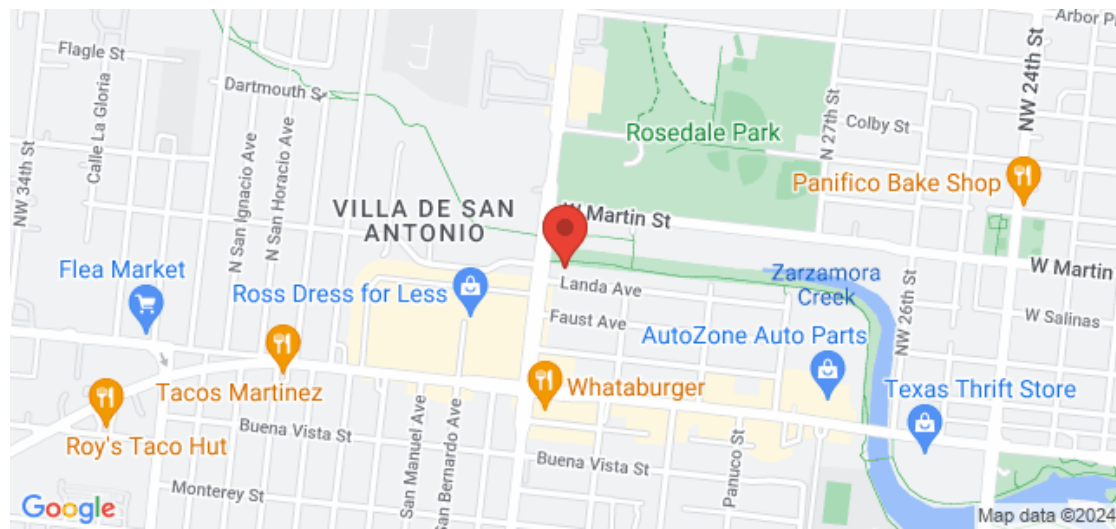 Arbor P
Flagle St
Dartmouth St
Calle La Gloria
NW 34th St
N San Ignacio Ave
N San Horacio Ave
Rosedale Park
N 27th St
Colby St
NW 24th St
Panifico Bake Shop
VILLA DE SAN
ANTONIO
W Martin St
W Martin
Flea Market
Ross Dress for Less
Landa Ave
Zarzamora
Creek
NW 26th St
W Salinas
Faust Ave
AutoZone Auto Parts
Tacos Martinez
Whataburger
Texas Thrift Store
Roy's Taco Hut
Buena Vista St
San Manuel Ave
San Bernardo Ave
Buena Vista St
Panuco St
Monterey St
Google
Map data ©2024